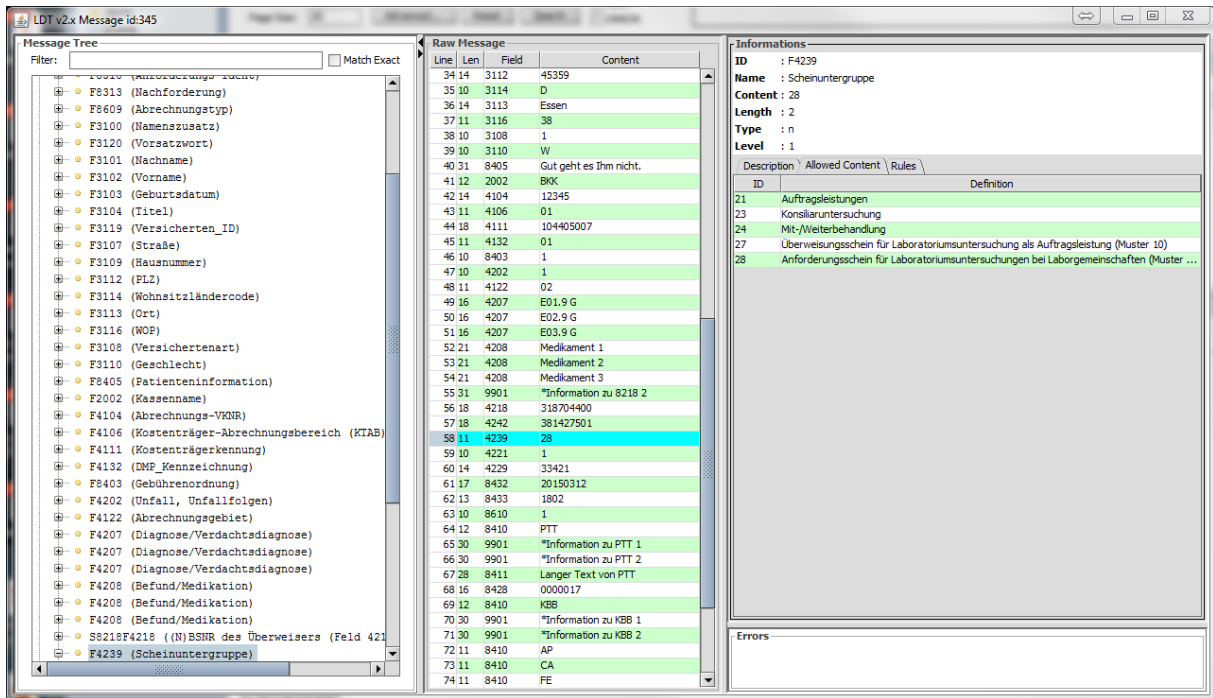 LDT v2.x Message id:345
Message Tree
Filter:
Match Exact
F8313 (Nachforderung)
F8609 (Abrechnungstyp)
F3100 (Namenszusatz)
F3120 (Vorsatzwort)
F3101 (Nachname)
F3102 (Vorname)
F3103 (Geburtsdatum)
F3104 (Titel)
F3119 (Versicherten_ID)
F3107 (Straße)
F3109 (Hausnummer)
F3112 (PLZ)
F3114 (Wohnsitzländercode)
F3113 (Ort)
F3116 (WOP)
F3108 (Versichertenart)
F3110 (Geschlecht)
F8405 (Patienteninformation)
F2002 (Kassenname)
F4104 (Abrechnungs-VKNR)
F4106 (Kostenträger-Abrechnungsbereich (KTAB)
F4111 (Kostenträgerkennung)
F4132 (DMP_Kennzeichnung)
F8403 (Gebührenordnung)
F4202 (Unfall, Unfallfolgen)
F4122 (Abrechnungsgebiet)
F4207 (Diagnose/Verdachtsdiagnose)
F4207 (Diagnose/Verdachtsdiagnose)
F4207 (Diagnose/Verdachtsdiagnose)
F4208 (Befund/Medikation)
F4208 (Befund/Medikation)
F4208 (Befund/Medikation)
S8218F4218 ((N)BSNR des Überweisers (Feld 421
F4239 (Scheinuntergruppe)
Raw Message
Line Len Field Content
34 14 3112 45359
35 10 3114 D
36 14 3113 Essen
37 11 3116 38
38 10 3108 1
39 10 3110 W
40 31 8405 Gut geht es Ihm nicht.
41 12 2002 BKK
42 14 4104 12345
43 11 4106 01
44 18 4111 104405007
45 11 4132 01
46 10 8403 1
47 10 4202 1
48 11 4122 02
49 16 4207 E01.9 G
50 16 4207 E02.9 G
51 16 4207 E03.9 G
52 21 4208 Medikament 1
53 21 4208 Medikament 2
54 21 4208 Medikament 3
55 31 9901 *Information zu 8218 2
56 18 4218 318704400
57 18 4242 381427501
58 11 4239 28
59 10 4221 1
60 14 4229 33421
61 17 8432 20150312
62 13 8433 1802
63 10 8610 1
64 12 8410 PTT
65 30 9901 *Information zu PTT 1
66 30 9901 *Information zu PTT 2
67 28 8411 Langer Text von PTT
68 16 8428 0000017
69 12 8410 KBB
70 30 9901 *Information zu KBB 1
71 30 9901 *Information zu KBB 2
72 11 8410 AP
73 11 8410 CA
74 11 8410 FE
Informations
ID : F4239
Name : Scheinuntergruppe
Content : 28
Length : 2
Type : n
Level : 1
Description Allowed Content Rules
ID Definition
21 Auftragsleistungen
23 Konsiliaruntersuchung
24 Mit-/Weiterbehandlung
27 Überweisungsschein für Laboratoriumsuntersuchung als Auftragsleistung (Muster 10)
28 Anforderungsschein für Laboratoriumsuntersuchungen bei Laborgemeinschaften (Muster ...
Errors